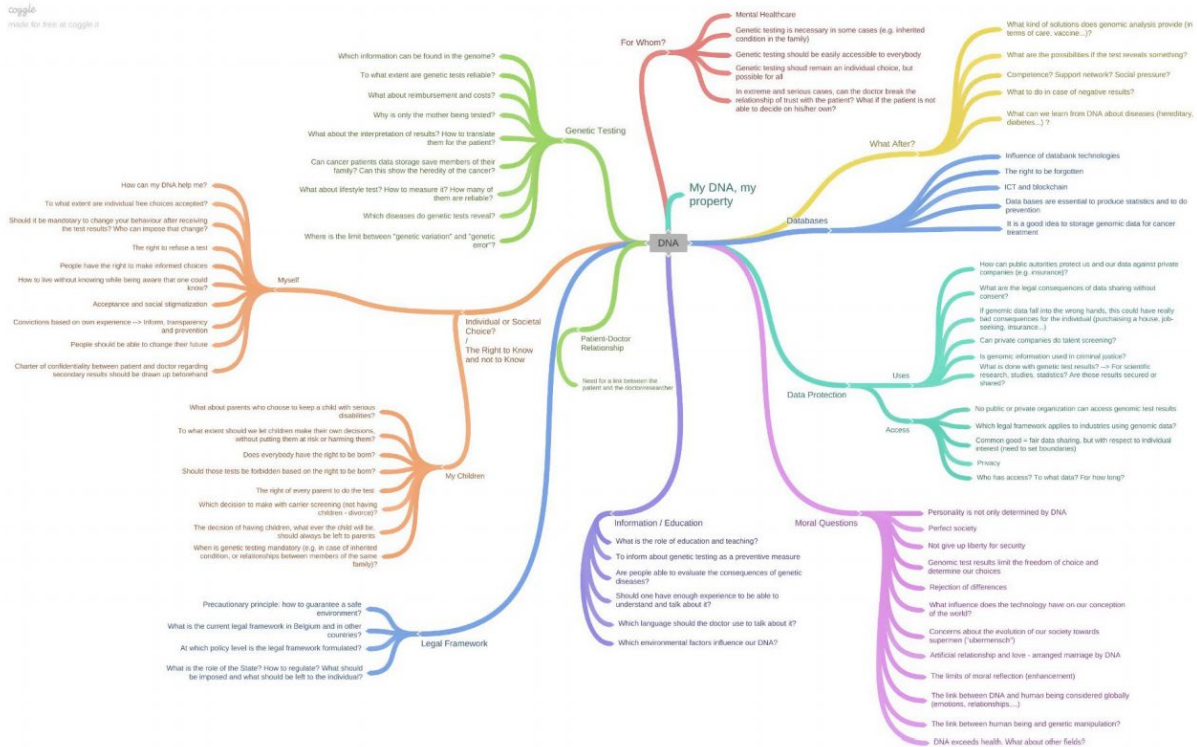 coggle
made for free at coggle.it
DNA
My DNA, my
property
For Whom?
Mental Healthcare
Genetic testing is necessary in some cases (e.g. inherited
condition in the family)
Genetic testing should be easily accessible to everybody
Genetic testing shoud remain an individual choice, but
possible for all
In extreme and serious cases, can the doctor break the
relationship of trust with the patient? What if the patient is not
able to decide on his/her own?
What After?
What kind of solutions does genomic analysis provide (in
terms of care, vaccine...)?
What are the possibilities if the test reveals something?
Competence? Support network? Social pressure?
What to do in case of negative results?
What can we learn from DNA about diseases (hereditary,
diabetes...) ?
Databases
Influence of databank technologies
The right to be forgotten
ICT and blockchain
Data bases are essential to produce statistics and to do
prevention
It is a good idea to storage genomic data for cancer
treatment
Data Protection
Uses
How can public autorities protect us and our data against private
companies (e.g. insurance)?
What are the legal consequences of data sharing without
consent?
If genomic data fall into the wrong hands, this could have really
bad consequences for the individual (purchasing a house, job-
seeking, insurance...)
Can private companies do talent screening?
Is genomic information used in criminal justice?
What is done with genetic test results? --> For scientific
research, studies, statistics? Are those results secured or
shared?
Access
No public or private organization can access genomic test results
Which legal framework applies to industries using genomic data?
Common good = fair data sharing, but with respect to individual
interest (need to set boundaries)
Privacy
Who has access? To what data? For how long?
Moral Questions
Personality is not only determined by DNA
Perfect society
Not give up liberty for security
Genomic test results limit the freedom of choice and
determine our choices
Rejection of differences
What influence does the technology have on our conception
of the world?
Concerns about the evolution of our society towards
supermen ("ubermensch")
Artificial relationship and love - arranged marriage by DNA
The limits of moral reflection (enhancement)
The link between DNA and human being considered globally
(emotions, relationships,...)
The link between human being and genetic manipulation?
DNA exceeds health. What about other fields?
Information / Education
What is the role of education and teaching?
To inform about genetic testing as a preventive measure
Are people able to evaluate the consequences of genetic
diseases?
Should one have enough experience to be able to
understand and talk about it?
Which language should the doctor use to talk about it?
Which environmental factors influence our DNA?
Genetic Testing
Which information can be found in the genome?
To what extent are genetic tests reliable?
What about reimbursement and costs?
Why is only the mother being tested?
What about the interpretation of results? How to translate
them for the patient?
Can cancer patients data storage save members of their
family? Can this show the heredity of the cancer?
What about lifestyle test? How to measure it? How many of
them are reliable?
Which diseases do genetic tests reveal?
Where is the limit between "genetic variation" and "genetic
error"?
Patient-Doctor
Relationship
Need for a link between the
patient and the doctor/researcher
Individual or Societal
Choice?
/
The Right to Know
and not to Know
Myself
How can my DNA help me?
To what extent are individual free choices accepted?
Should it be mandatory to change your behaviour after receiving
the test results? Who can impose that change?
The right to refuse a test
People have the right to make informed choices
How to live without knowing while being aware that one could
know?
Acceptance and social stigmatization
Convictions based on own experience --> Inform, transparency
and prevention
People should be able to change their future
Charter of confidentiality between patient and doctor regarding
secondary results should be drawn up beforehand
My Children
What about parents who choose to keep a child with serious
disabilities?
To what extent should we let children make their own decisions,
without putting them at risk or harming them?
Does everybody have the right to be born?
Should those tests be forbidden based on the right to be born?
The right of every parent to do the test
Which decision to make with carrier screening (not having
children - divorce)?
The decision of having children, what ever the child will be,
should always be left to parents
When is genetic testing mandatory (e.g. in case of inherited
condition, or relationships between members of the same
family)?
Legal Framework
Precautionary principle: how to guarantee a safe
environment?
What is the current legal framework in Belgium and in other
countries?
At which policy level is the legal framework formulated?
What is the role of the State? How to regulate? What should
be imposed and what should be left to the individual?